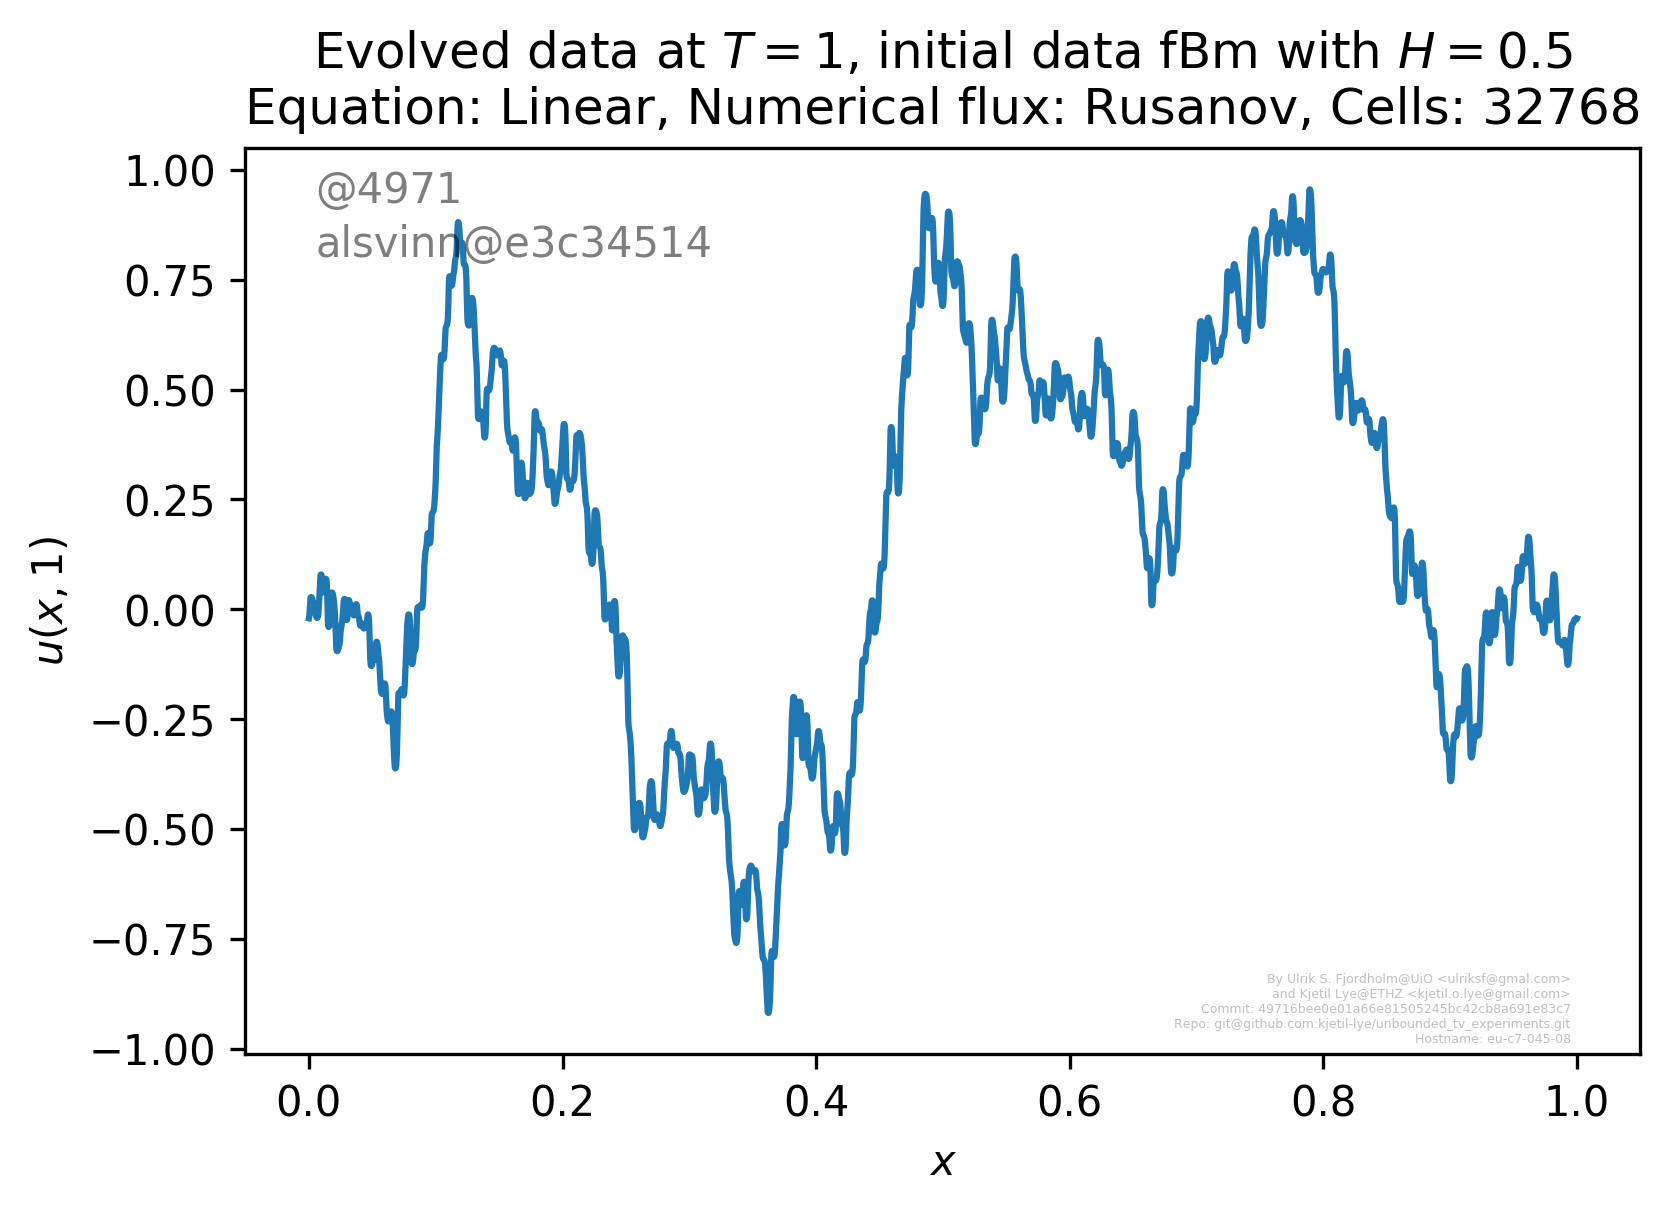 Evolved data at T = 1, initial data fBm with H = 0.5
Equation: Linear, Numerical flux: Rusanov, Cells: 32768
@4971
alsvinn@e3c34514
1.00
0.75
0.50
0.25
0.00
−0.25
−0.50
−0.75
−1.00
u(x, 1)
By Ulrik S. Fjordholm@UiO <ulriksf@gmal.com>
and Kjetil Lye@ETHZ <kjetil.o.lye@gmail.com>
Commit: 49716bee0e01a66e81505245bc42cb8a691e83c7
Repo: git@github.com:kjetil-lye/unbounded_tv_experiments.git
Hostname: eu-c7-045-08
0.0 0.2 0.4 0.6 0.8 1.0
x